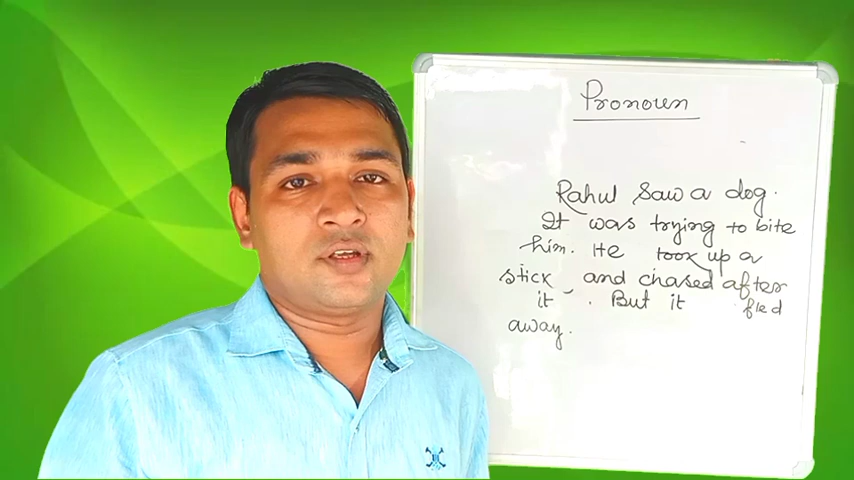 Pronoun
Rahul saw a dog.
It was trying to bite
him. He took up a
stick and chased after
it. But it fled
away.